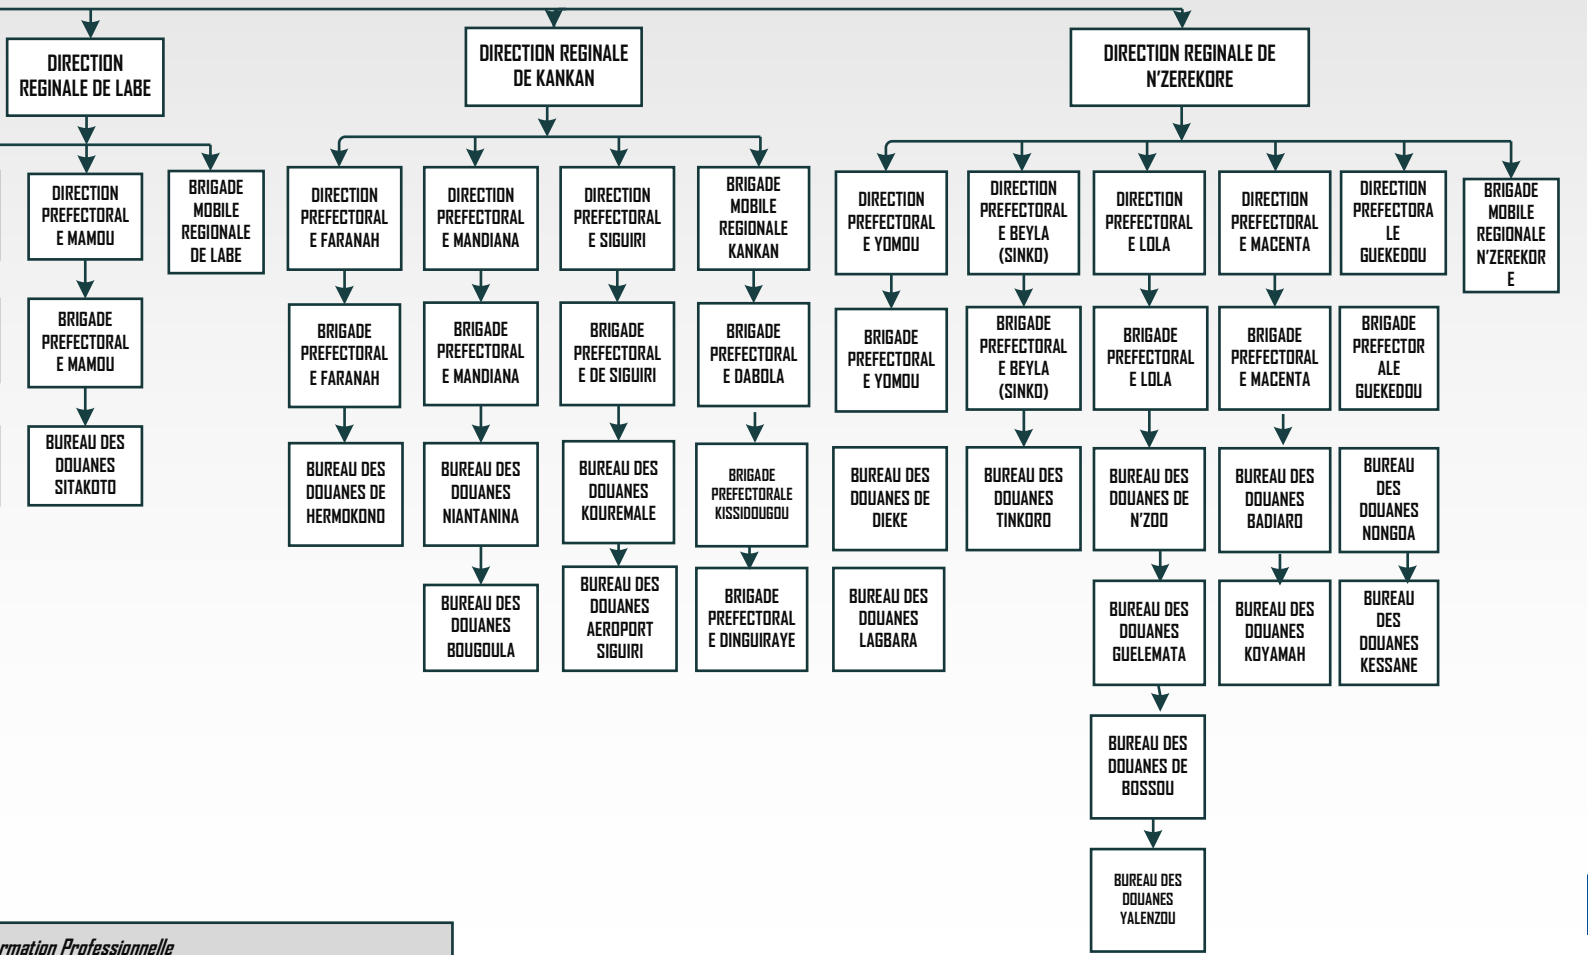 DIRECTION
REGINALE DE LABE
DIRECTION REGINALE
DE KANKAN
DIRECTION REGINALE DE
N'ZEREKORE
DIRECTION
PREFECTORAL
E MAMOU
BRIGADE
MOBILE
REGIONALE
DE LABE
DIRECTION
PREFECTORAL
E FARANAH
DIRECTION
PREFECTORAL
E MANDIANA
DIRECTION
PREFECTORAL
E SIGUIRI
BRIGADE
MOBILE
REGIONALE
KANKAN
DIRECTION
PREFECTORAL
E YOMOU
DIRECTION
PREFECTORAL
E BEYLA
(SINKO)
DIRECTION
PREFECTORAL
E LOLA
DIRECTION
PREFECTORAL
E MACENTA
DIRECTION
PREFECTORA
LE
GUEKEDOU
BRIGADE
MOBILE
REGIONALE
N'ZEREKOR
E
BRIGADE
PREFECTORAL
E MAMOU
BRIGADE
PREFECTORAL
E FARANAH
BRIGADE
PREFECTORAL
E MANDIANA
BRIGADE
PREFECTORAL
E DE SIGUIRI
BRIGADE
PREFECTORAL
E DABOLA
BRIGADE
PREFECTORAL
E YOMOU
BRIGADE
PREFECTORAL
E BEYLA
(SINKO)
BRIGADE
PREFECTORAL
E LOLA
BRIGADE
PREFECTORAL
E MACENTA
BRIGADE
PREFECTOR
ALE
GUEKEDOU
BUREAU DES
DOUANES
SITAKOTO
BUREAU DES
DOUANES DE
HERMOKONO
BUREAU DES
DOUANES
NIANTANINA
BUREAU DES
DOUANES
KOUREMALE
BRIGADE
PREFECTORALE
KISSIDOUGOU
BUREAU DES
DOUANES DE
DIEKE
BUREAU DES
DOUANES
TINKORO
BUREAU DES
DOUANES DE
N'ZOO
BUREAU DES
DOUANES
BADIARO
BUREAU
DES
DOUANES
NONGOA
BUREAU DES
DOUANES
BOUGOULA
BUREAU DES
DOUANES
AEROPORT
SIGUIRI
BRIGADE
PREFECTORAL
E DINGUIRAYE
BUREAU DES
DOUANES
LAGBARA
BUREAU DES
DOUANES
GUELEMATA
BUREAU DES
DOUANES
KOYAMAH
BUREAU
DES
DOUANES
KESSANE
BUREAU DES
DOUANES DE
BOSSOU
BUREAU DES
DOUANES
YALENZOU
rmation Professionnelle